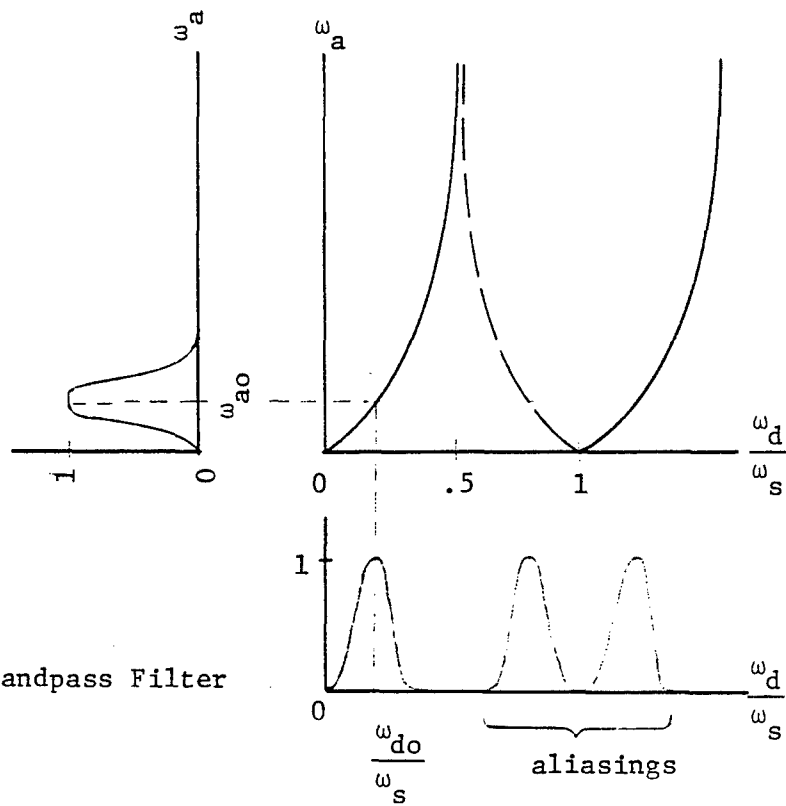 ω_a
ω_a
ω_ao
1
0
0
.5
1
ω_d
ω_s
1
andpass Filter
0
ω_d
ω_s
ω_do
ω_s
aliasings